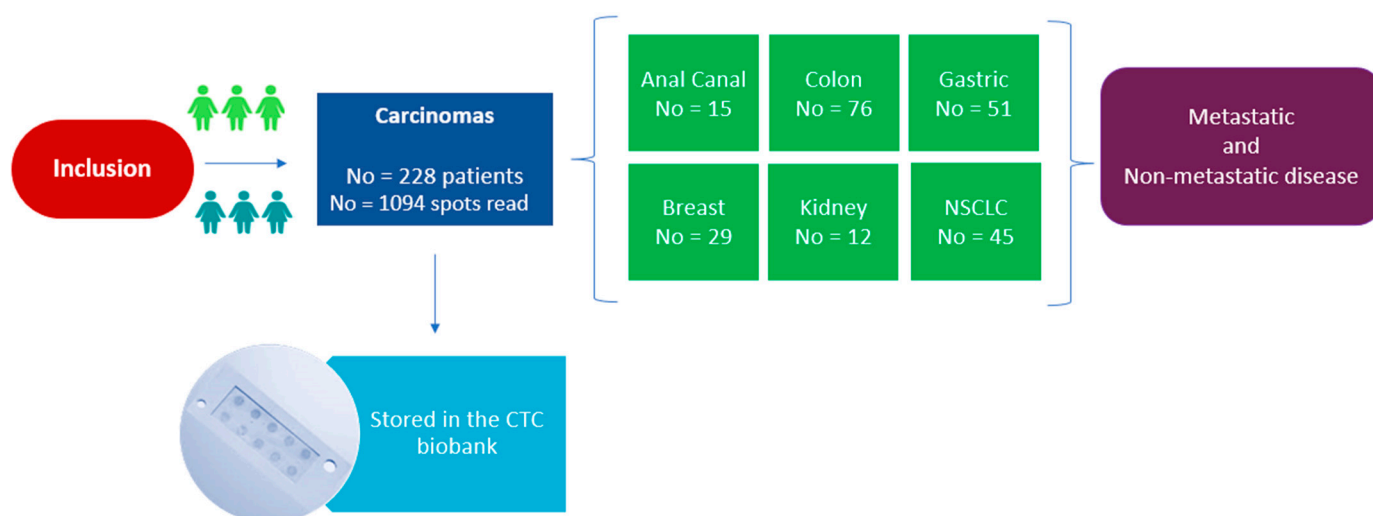 Inclusion
Carcinomas
No = 228 patients
No = 1094 spots read
Anal Canal
No = 15
Colon
No = 76
Gastric
No = 51
Breast
No = 29
Kidney
No = 12
NSCLC
No = 45
Metastatic
and
Non-metastatic disease
Stored in the CTC
biobank